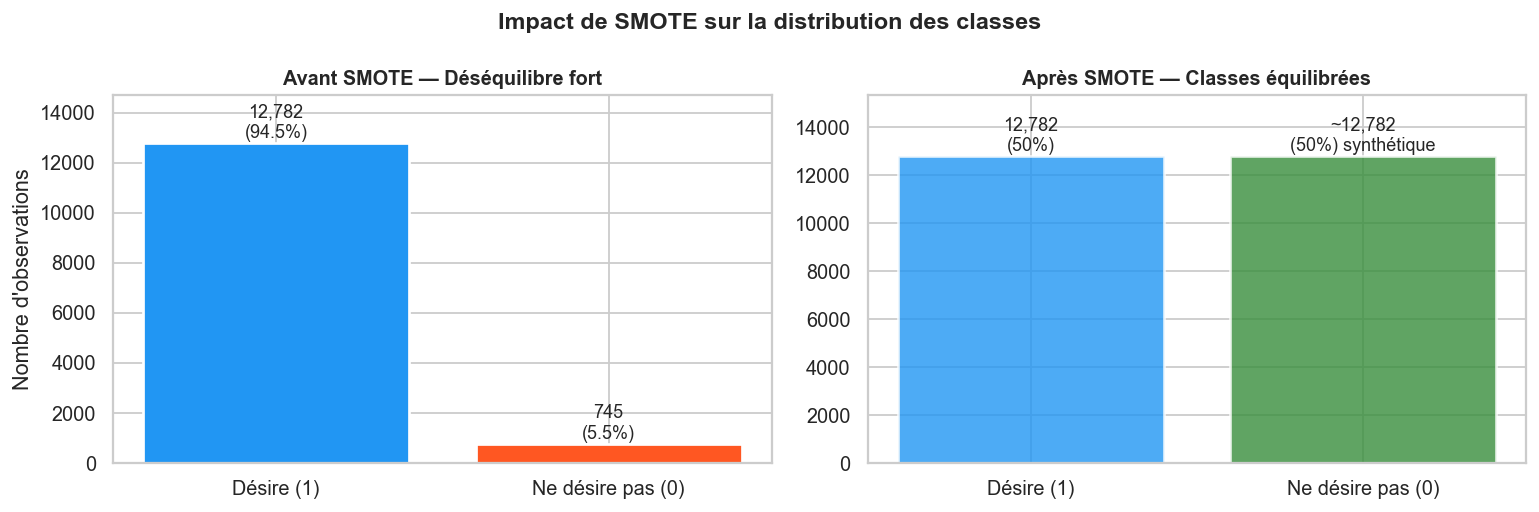 Impact de SMOTE sur la distribution des classes
Avant SMOTE — Déséquilibre fort
Nombre d'observations
14000
12000
10000
8000
6000
4000
2000
0
12,782
(94.5%)
745
(5.5%)
Désire (1)
Ne désire pas (0)
Après SMOTE — Classes équilibrées
14000
12000
10000
8000
6000
4000
2000
0
12,782
(50%)
~12,782
(50%) synthétique
Désire (1)
Ne désire pas (0)